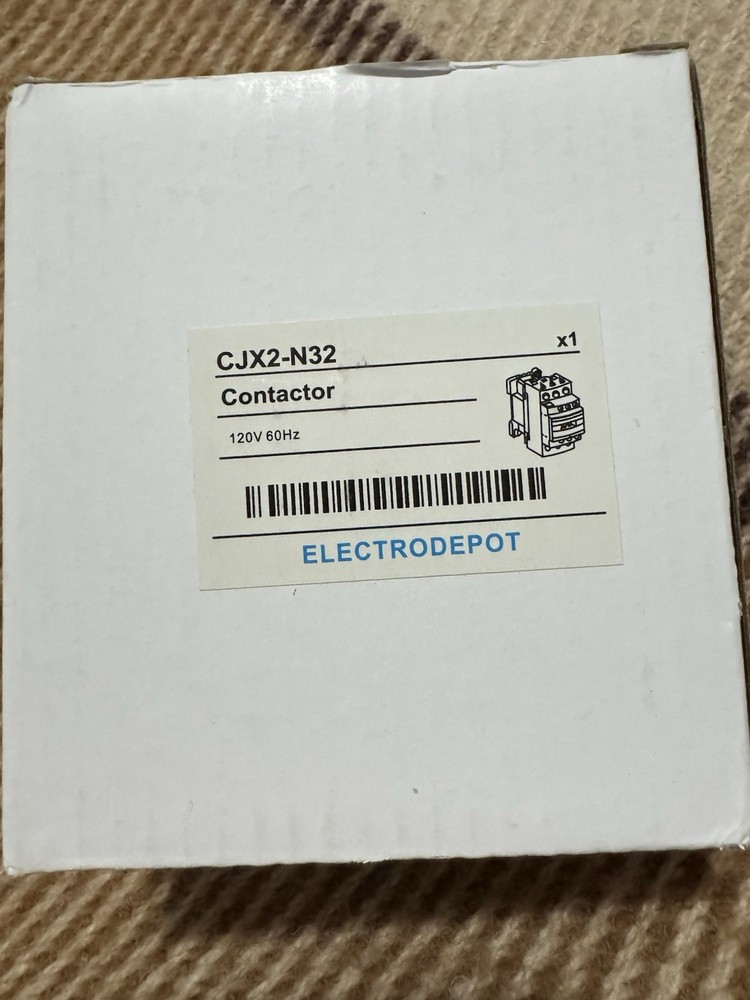 CJX2-N32
x1
Contactor
120V 60Hz
ELECTRODEPOT